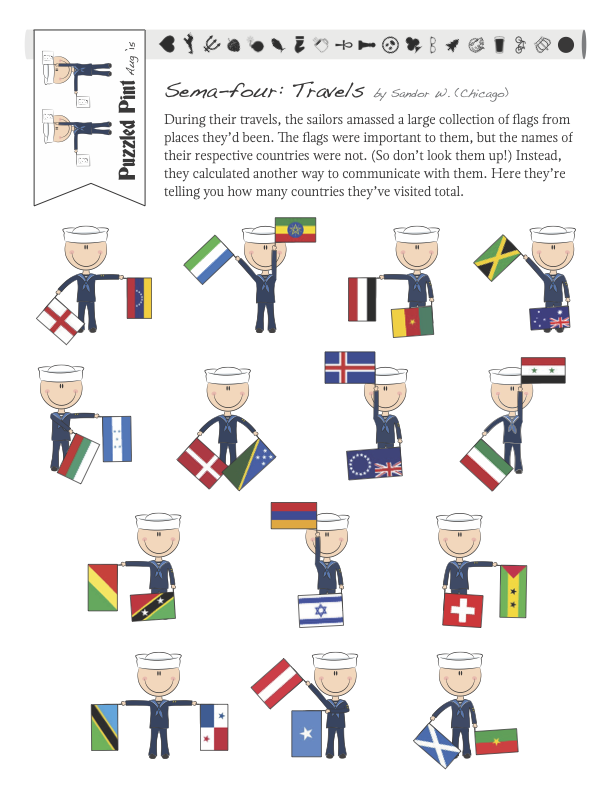 Puzzled Pint Aug '15
Sema-four: Travels by Sandor W. (Chicago)
During their travels, the sailors amassed a large collection of flags from
places they'd been. The flags were important to them, but the names of
their respective countries were not. (So don't look them up!) Instead,
they calculated another way to communicate with them. Here they're
telling you how many countries they've visited total.